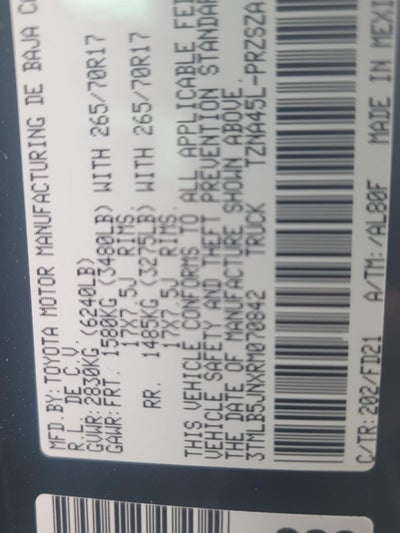 MFD BY: TOYOTA MOTOR MANUFACTURING DE BAJA CA
R.L. DE C.V.
GVWR: 2830KG (6240LB)
GAWR: FRT. 1580KG (3480LB) WITH 265/70R17
17X7.5J RIMS.
RR. 1485KG (3275LB) WITH 265/70R17
17X7.5J RIMS.
THIS VEHICLE CONFORMS TO ALL APPLICABLE FE
VEHICLE SAFETY AND THEFT PREVENTION STANDAR
THE DATE OF MANUFACTURE SHOWN ABOVE.
3TMLB5JNXRM070842 TRUCK TZNA45L-PRZSZA
C/TR: 202/FD21 A/TM: /AL80F MADE IN MEXI